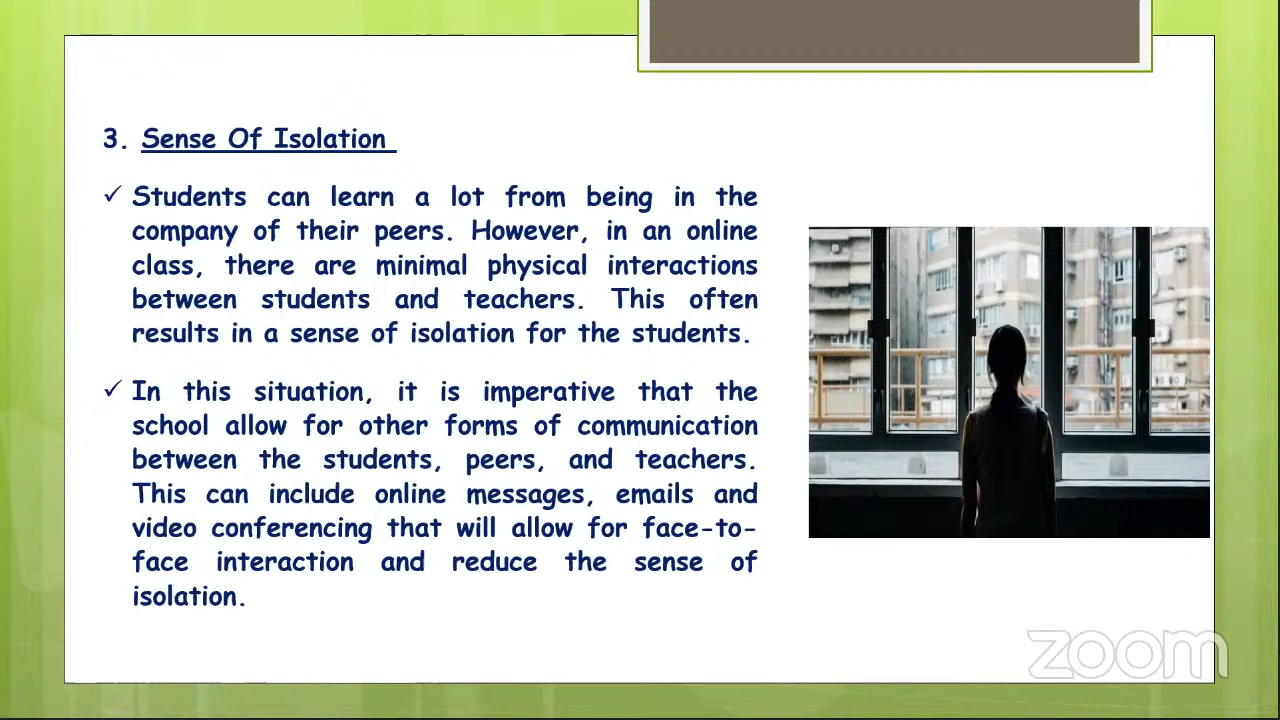 3. Sense Of Isolation
✓ Students can learn a lot from being in the
company of their peers. However, in an online
class, there are minimal physical interactions
between students and teachers. This often
results in a sense of isolation for the students.
✓ In this situation, it is imperative that the
school allow for other forms of communication
between the students, peers, and teachers.
This can include online messages, emails and
video conferencing that will allow for face-to-
face interaction and reduce the sense of
isolation.
zoom